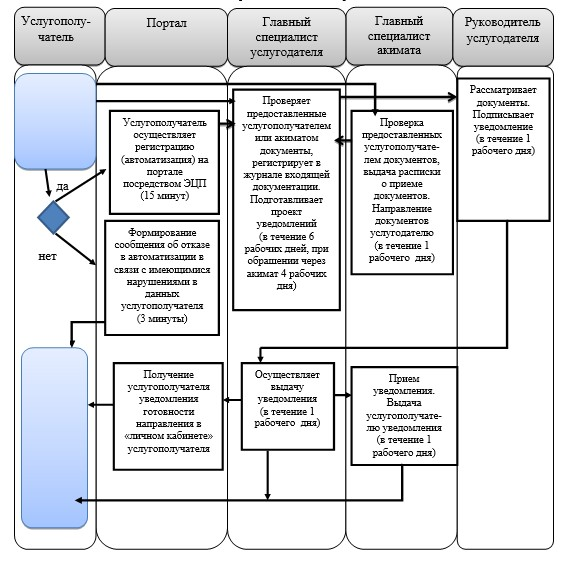 Услугополу-
чатель
Портал
Главный
специалист
услугодателя
Главный
специалист
акимата
Руководитель
услугодателя
Услугополучатель
осуществляет
регистрацию
(автоматизация) на
портале
посредством ЭЦП
(15 минут)
Проверяет
предоставленные
услугополучателем
или акиматом
документы,
регистрирует в
журнале входящей
документации.
Подготавливает
проект
уведомлений
(в течение 6
рабочих дней, при
обращении через
акимат 4 рабочих
дня)
Проверка
предоставленных
услугополучате-
лем документов,
выдача расписки
о приеме
документов.
Направление
документов
услугодателю
(в течение 1
рабочего дня)
Рассматривает
документы.
Подписывает
уведомление
(в течение 1
рабочего дня)
да
нет
Формирование
сообщения об отказе
в автоматизации в
связи с имеющимися
нарушениями в
данных
услугополучателя
(3 минуты)
Получение
услугополучателя
уведомления
готовности
направления в
«личном кабинете»
услугополучателя
Осуществляет
выдачу
уведомления
(в течение 1
рабочего дня)
Прием
уведомления.
Выдача
услугополучате-
лю уведомления
(в течение 1
рабочего дня)